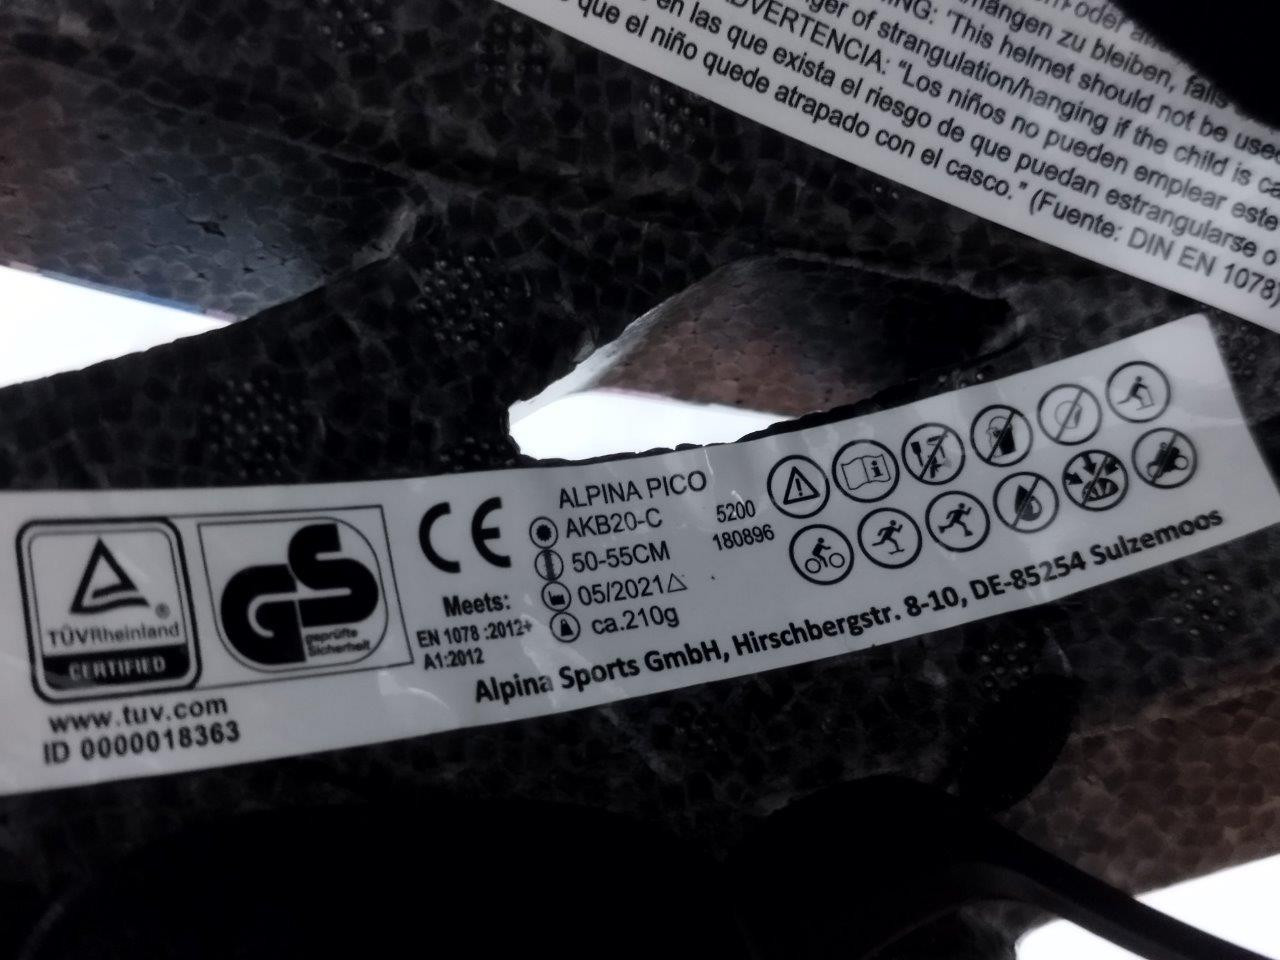 oder
anhängen zu bleiben, falls
NING: 'This helmet should not be used
ger of strangulation/hanging if the child is ca
ADVERTENCIA: “Los niños no pueden emplear este
en las que exista el riesgo de que puedan estrangularse o
que el niño quede atrapado con el casco.” (Fuente: DIN EN 1078)
TÜVRheinland®
CERTIFIED
www.tuv.com
ID 0000018363
GS
geprüfte
Sicherheit
CE
Meets:
EN 1078 :2012+
A1:2012
ALPINA PICO
AKB20-C
50-55CM
05/2021
ca.210g
5200
180896
Alpina Sports GmbH, Hirschbergstr. 8-10, DE-85254 Sulzemoos